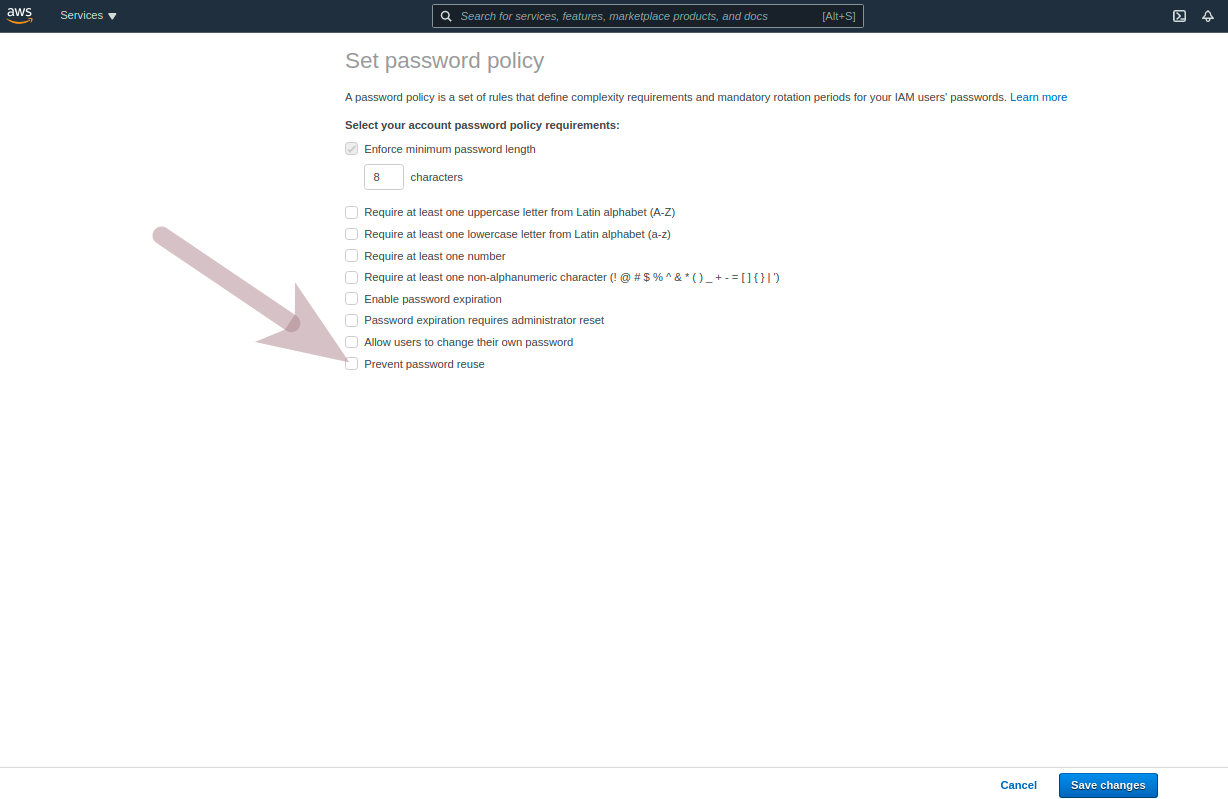 aws Services Search for services, features, marketplace products, and docs [Alt+S]
Set password policy
A password policy is a set of rules that define complexity requirements and mandatory rotation periods for your IAM users' passwords. Learn more
Select your account password policy requirements:
Enforce minimum password length
8 characters
Require at least one uppercase letter from Latin alphabet (A-Z)
Require at least one lowercase letter from Latin alphabet (a-z)
Require at least one number
Require at least one non-alphanumeric character (! @ # $ % ^ & * ( ) _ + - = [ ] { } | ')
Enable password expiration
Password expiration requires administrator reset
Allow users to change their own password
Prevent password reuse
Cancel Save changes